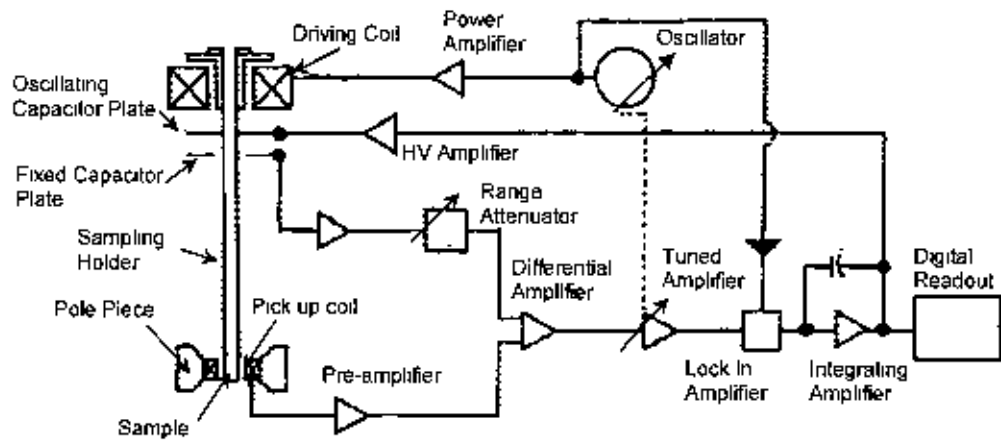 Driving Coil
Power
Amplifier
Oscillator
Oscillating
Capacitor Plate
HV Amplifier
Fixed Capacitor
Plate
Range
Attenuator
Sampling
Holder
Differential
Amplifier
Tuned
Amplifier
Digital
Readout
Pole Piece
Pick up coil
Pre-amplifier
Lock In
Amplifier
Integrating
Amplifier
Sample